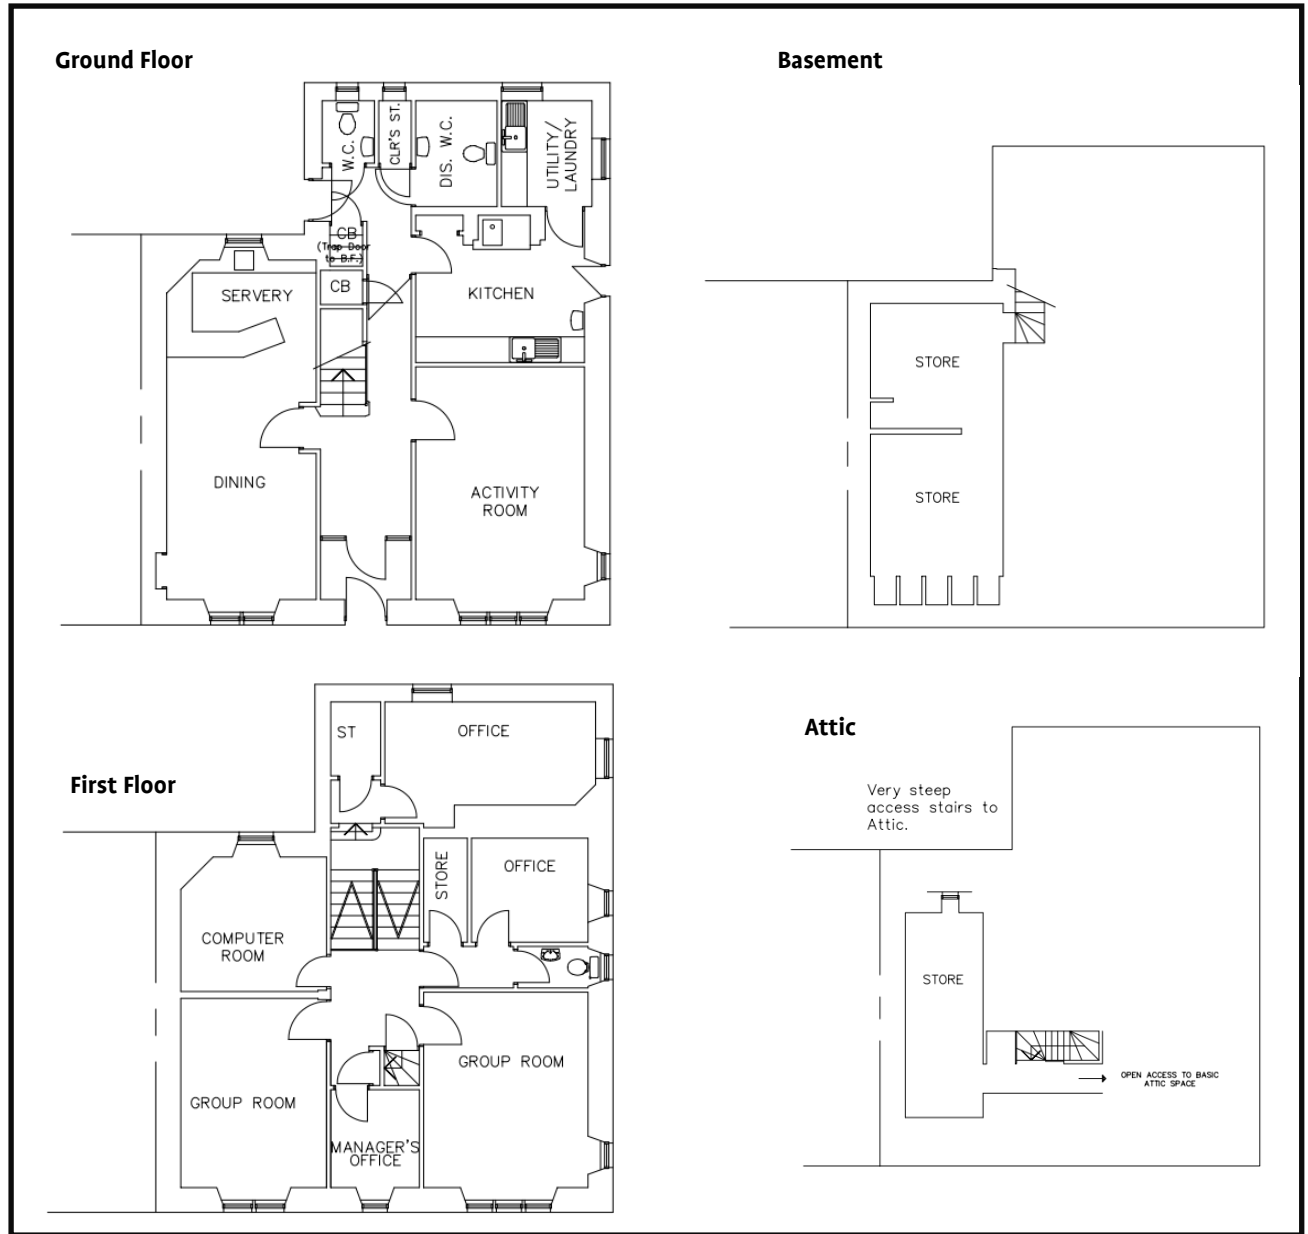 Ground Floor
W.C.
CLR'S ST.
DIS. W.C.
UTILITY/
LAUNDRY
CB
(Trap Door
to B.F.)
CB
SERVERY
KITCHEN
DINING
ACTIVITY
ROOM
Basement
STORE
STORE
First Floor
ST
OFFICE
STORE
OFFICE
COMPUTER
ROOM
GROUP ROOM
GROUP ROOM
MANAGER'S
OFFICE
Attic
Very steep
access stairs to
Attic.
STORE
OPEN ACCESS TO BASIC
ATTIC SPACE